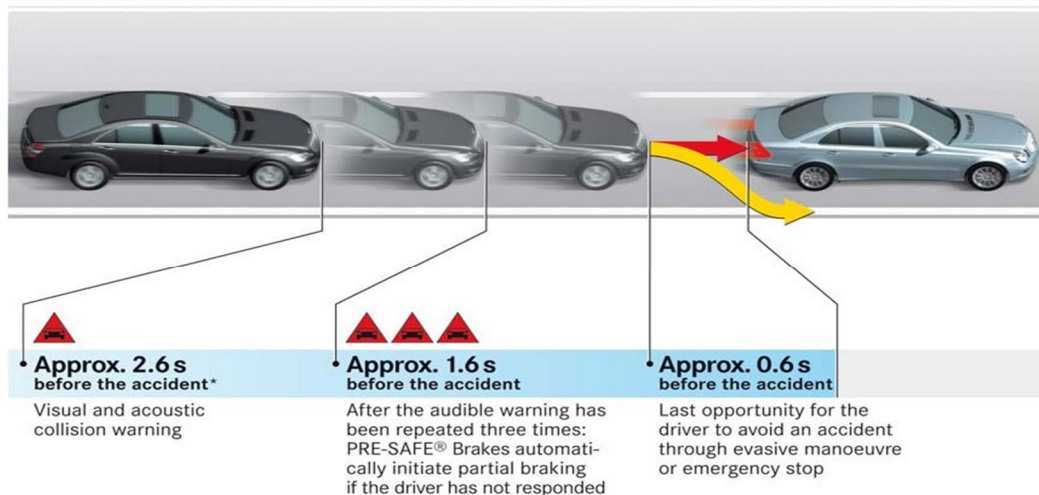 Approx. 2.6 s
before the accident*
Visual and acoustic
collision warning
Approx. 1.6 s
before the accident
After the audible warning has
been repeated three times:
PRE-SAFE® Brakes automati-
cally initiate partial braking
if the driver has not responded
Approx. 0.6 s
before the accident
Last opportunity for the
driver to avoid an accident
through evasive manoeuvre
or emergency stop